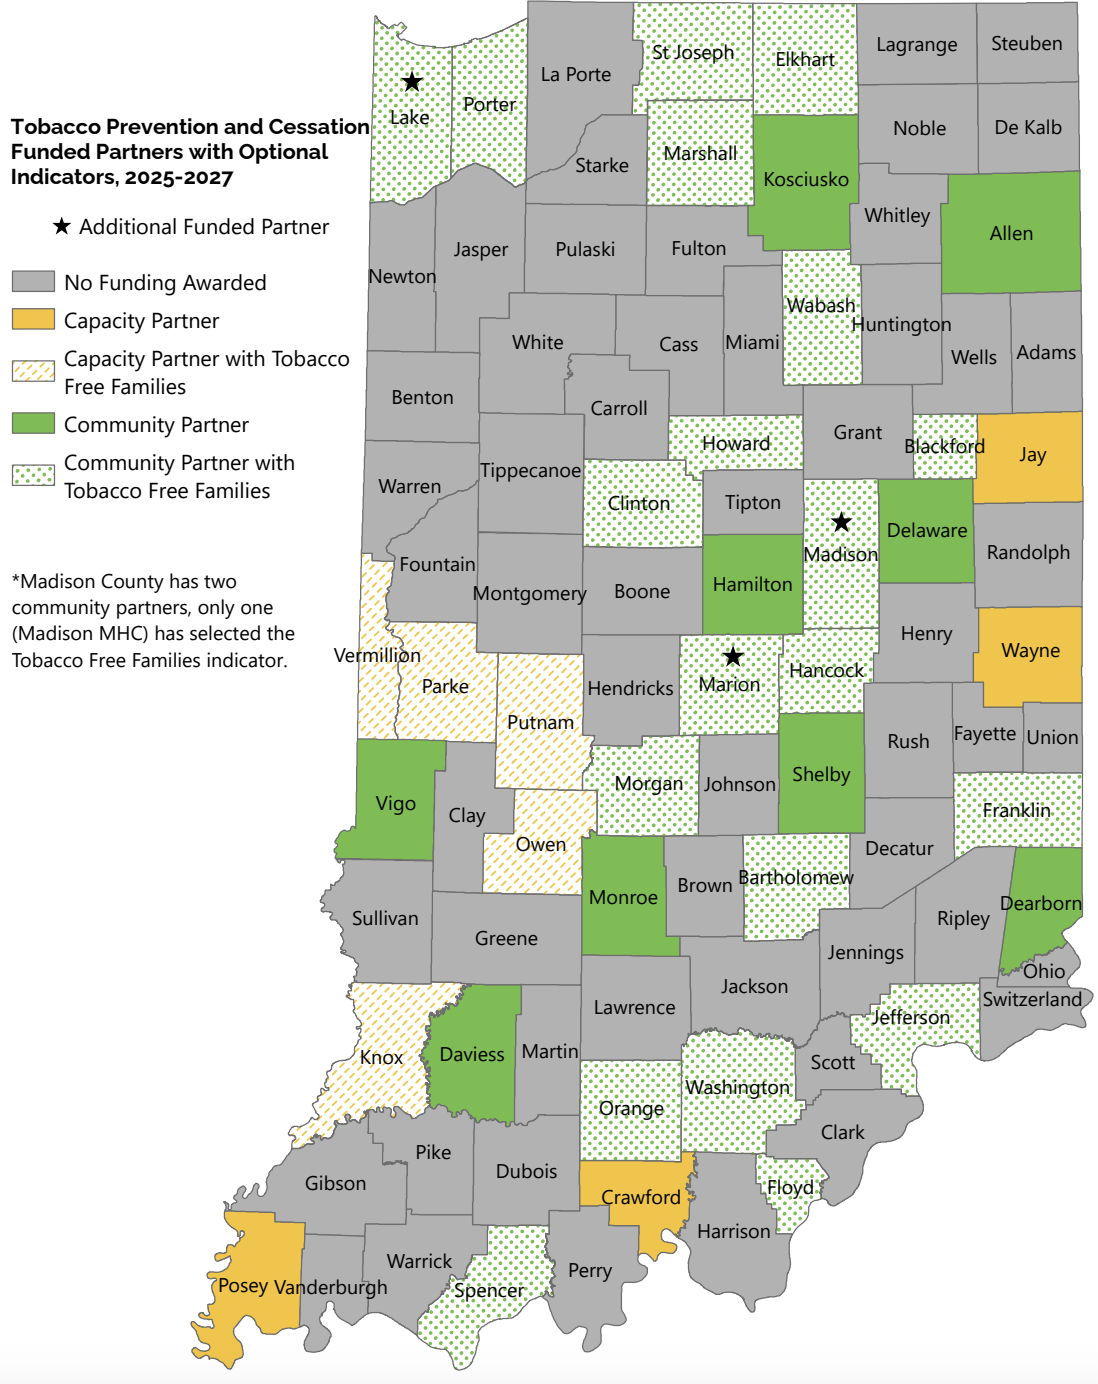 Tobacco Prevention and Cessation
Funded Partners with Optional
Indicators, 2025-2027
★ Additional Funded Partner
No Funding Awarded
Capacity Partner
Capacity Partner with Tobacco
Free Families
Community Partner
Community Partner with
Tobacco Free Families
*Madison County has two
community partners, only one
(Madison MHC) has selected the
Tobacco Free Families indicator.
Lake
Porter
La Porte
St Joseph
Elkhart
Lagrange
Steuben
Noble
De Kalb
Starke
Marshall
Kosciusko
Whitley
Allen
Newton
Jasper
Pulaski
Fulton
Wabash
Huntington
White
Cass
Miami
Wells
Adams
Benton
Carroll
Howard
Grant
Blackford
Jay
Warren
Tippecanoe
Clinton
Tipton
Madison
Delaware
Randolph
Fountain
Montgomery
Boone
Hamilton
Vermillion
Parke
Putnam
Hendricks
Marion
Hancock
Henry
Wayne
Morgan
Johnson
Shelby
Rush
Fayette
Union
Vigo
Clay
Owen
Franklin
Decatur
Monroe
Brown
Bartholomew
Sullivan
Greene
Ripley
Dearborn
Jennings
Ohio
Switzerland
Jackson
Lawrence
Jefferson
Knox
Daviess
Martin
Scott
Washington
Orange
Clark
Pike
Gibson
Dubois
Crawford
Floyd
Harrison
Posey
Vanderburgh
Warrick
Spencer
Perry